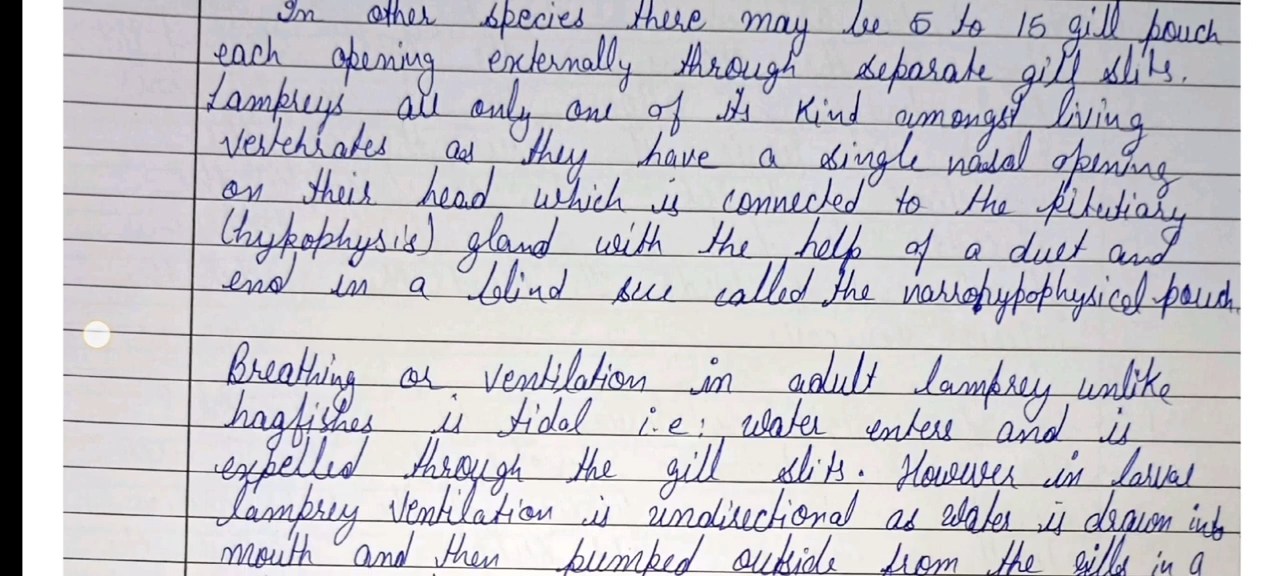 In other species there may be 5 to 15 gill pouch
each opening externally through separate gill slits.
Lampreys all only one of its kind amongst living
vertebrates as they have a single nasal opening
on their head which is connected to the pitutiary
(hypophysis) gland with the help of a duct and
end in a blind sac called the nasropypophysical pouch.
Breathing or ventilation in adult lamprey unlike
hagfishes is tidal i.e: water enters and is
expelled through the gill slits. However in larval
lamprey ventilation is undirectional as water is drawn into
mouth and then pumped outside from the gills in a